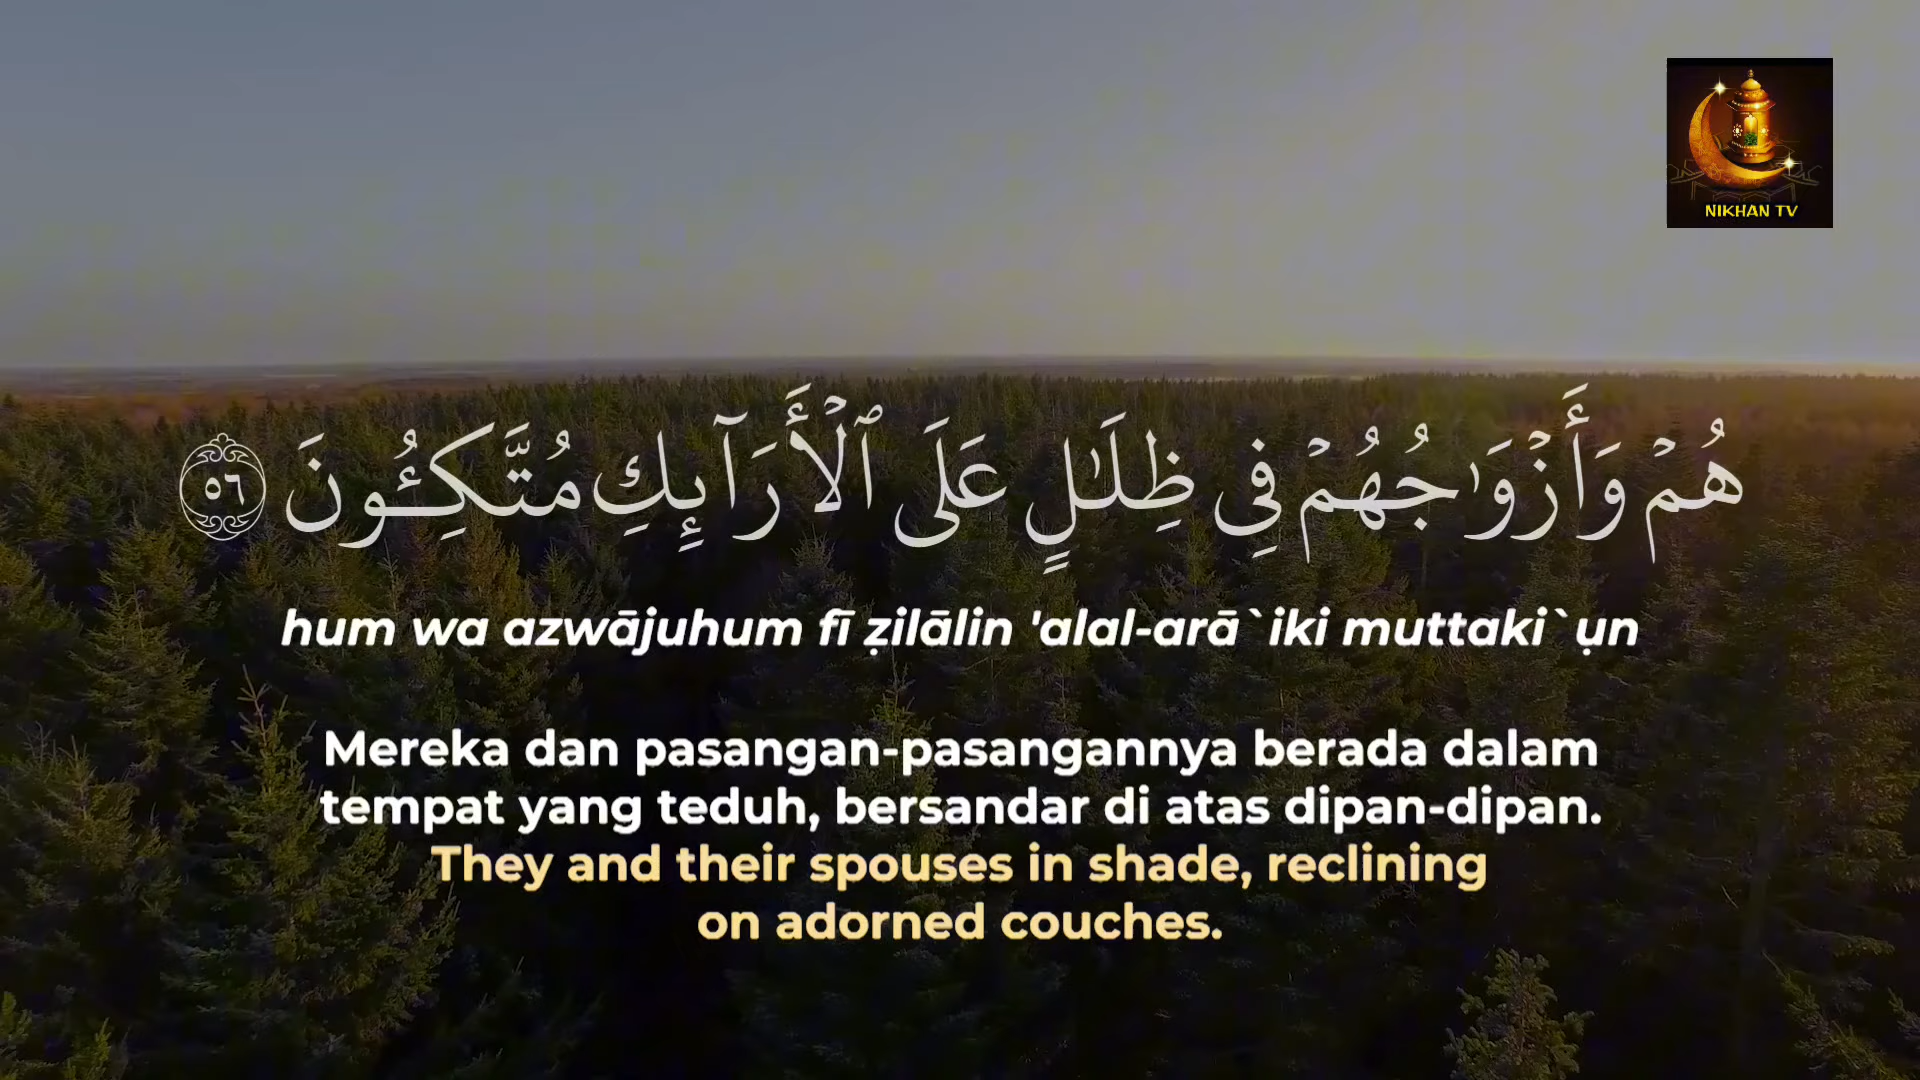 NIKHAN TV
هُمْ وَأَزْوَٰجُهُمْ فِى ظِلَـٰلٍ عَلَى ٱلْأَرَآئِكِ مُتَّكِـُٔونَ ٥٦
hum wa azwājuhum fī ẓilālin 'alal-arā`iki muttaki`ụn
Mereka dan pasangan-pasangannya berada dalam
tempat yang teduh, bersandar di atas dipan-dipan.
They and their spouses in shade, reclining
on adorned couches.